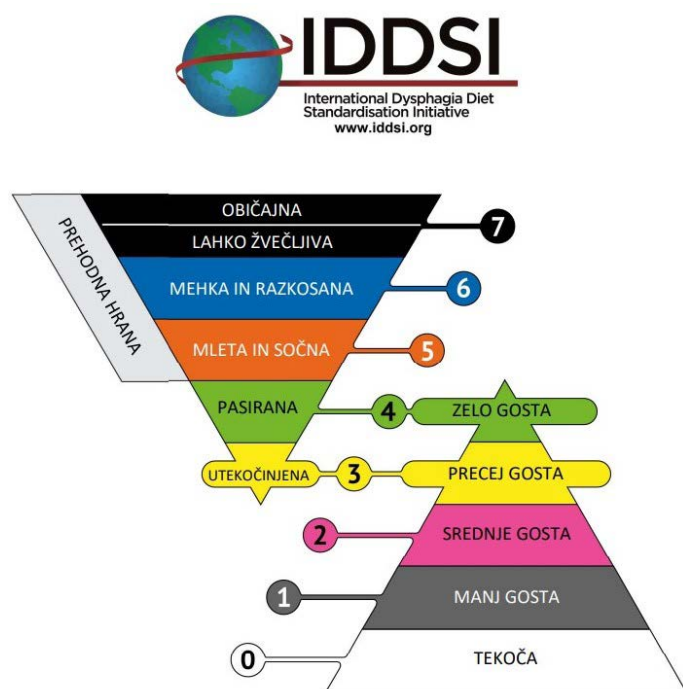 IDDSI
International Dysphagia Diet
Standardisation Initiative
www.iddsi.org
PREHODNA HRANA
OBIČAJNA
LAHKO ŽVEČLJIVA
7
MEHKA IN RAZKOSANA
6
MLETA IN SOČNA
5
PASIRANA
4
ZELO GOSTA
UTEKOČINJENA
3
PRECEJ GOSTA
2
SREDNJE GOSTA
1
MANJ GOSTA
0
TEKOČA